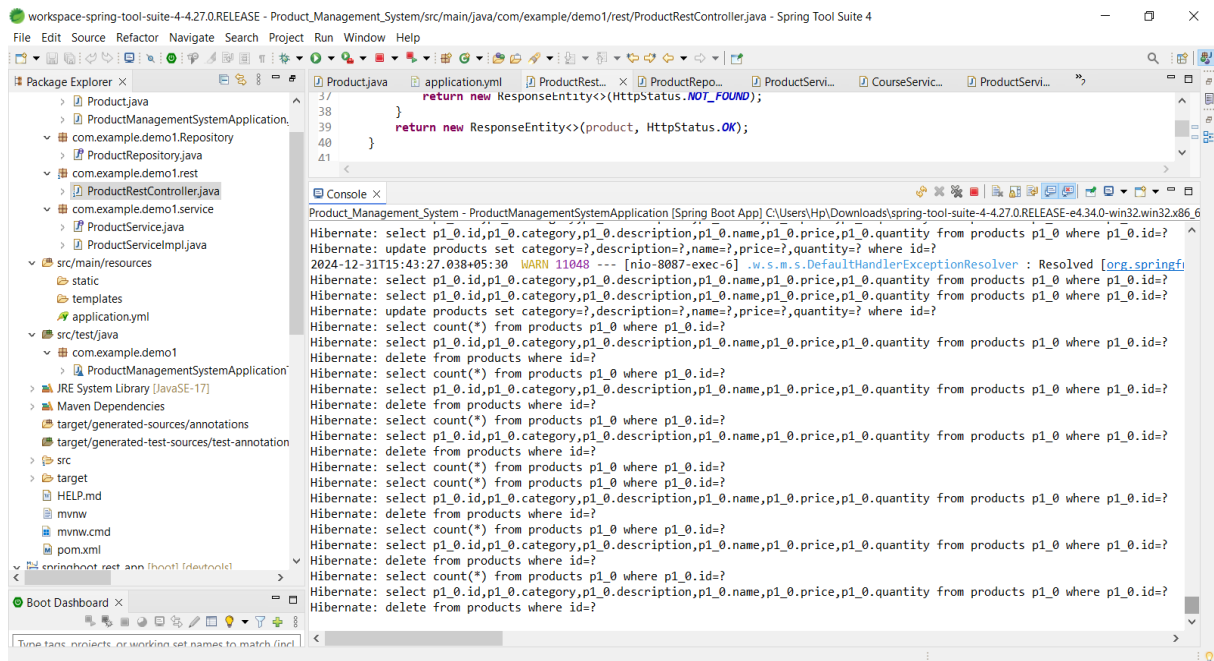 workspace-spring-tool-suite-4-4.27.0.RELEASE - Product_Management_System/src/main/java/com/example/demo1/rest/ProductRestController.java - Spring Tool Suite 4
File Edit Source Refactor Navigate Search Project Run Window Help
Package Explorer
Product.java
ProductManagementSystemApplication.
com.example.demo1.Repository
ProductRepository.java
com.example.demo1.rest
ProductRestController.java
com.example.demo1.service
ProductService.java
ProductServiceImpl.java
src/main/resources
static
templates
application.yml
src/test/java
com.example.demo1
ProductManagementSystemApplication
JRE System Library [JavaSE-17]
Maven Dependencies
target/generated-sources/annotations
target/generated-test-sources/test-annotation
src
target
HELP.md
mvnw
mvnw.cmd
pom.xml
springboot_rest_app [boot] [devtools]
Boot Dashboard
Type tags, projects, or working set names to match (incl
Product.java application.yml ProductRest... ProductRepo... ProductServi... CourseServic... ProductServi...
37 return new ResponseEntity<>(HttpStatus.NOT_FOUND);
38 }
39 return new ResponseEntity<>(product, HttpStatus.OK);
40 }
41
Console
Product_Management_System - ProductManagementSystemApplication [Spring Boot App] C:\Users\Hp\Downloads\spring-tool-suite-4-4.27.0.RELEASE-e4.34.0-win32.win32.x86_6
Hibernate: select p1_0.id,p1_0.category,p1_0.description,p1_0.name,p1_0.price,p1_0.quantity from products p1_0 where p1_0.id=?
Hibernate: update products set category=?,description=?,name=?,price=?,quantity=? where id=?
2024-12-31T15:43:27.038+05:30 WARN 11048 --- [nio-8087-exec-6] .w.s.m.s.DefaultHandlerExceptionResolver : Resolved [org.springfr
Hibernate: select p1_0.id,p1_0.category,p1_0.description,p1_0.name,p1_0.price,p1_0.quantity from products p1_0 where p1_0.id=?
Hibernate: select p1_0.id,p1_0.category,p1_0.description,p1_0.name,p1_0.price,p1_0.quantity from products p1_0 where p1_0.id=?
Hibernate: update products set category=?,description=?,name=?,price=?,quantity=? where id=?
Hibernate: select count(*) from products p1_0 where p1_0.id=?
Hibernate: select p1_0.id,p1_0.category,p1_0.description,p1_0.name,p1_0.price,p1_0.quantity from products p1_0 where p1_0.id=?
Hibernate: delete from products where id=?
Hibernate: select count(*) from products p1_0 where p1_0.id=?
Hibernate: select p1_0.id,p1_0.category,p1_0.description,p1_0.name,p1_0.price,p1_0.quantity from products p1_0 where p1_0.id=?
Hibernate: delete from products where id=?
Hibernate: select count(*) from products p1_0 where p1_0.id=?
Hibernate: select p1_0.id,p1_0.category,p1_0.description,p1_0.name,p1_0.price,p1_0.quantity from products p1_0 where p1_0.id=?
Hibernate: delete from products where id=?
Hibernate: select count(*) from products p1_0 where p1_0.id=?
Hibernate: select count(*) from products p1_0 where p1_0.id=?
Hibernate: select p1_0.id,p1_0.category,p1_0.description,p1_0.name,p1_0.price,p1_0.quantity from products p1_0 where p1_0.id=?
Hibernate: delete from products where id=?
Hibernate: select count(*) from products p1_0 where p1_0.id=?
Hibernate: select p1_0.id,p1_0.category,p1_0.description,p1_0.name,p1_0.price,p1_0.quantity from products p1_0 where p1_0.id=?
Hibernate: delete from products where id=?
Hibernate: select count(*) from products p1_0 where p1_0.id=?
Hibernate: select p1_0.id,p1_0.category,p1_0.description,p1_0.name,p1_0.price,p1_0.quantity from products p1_0 where p1_0.id=?
Hibernate: delete from products where id=?